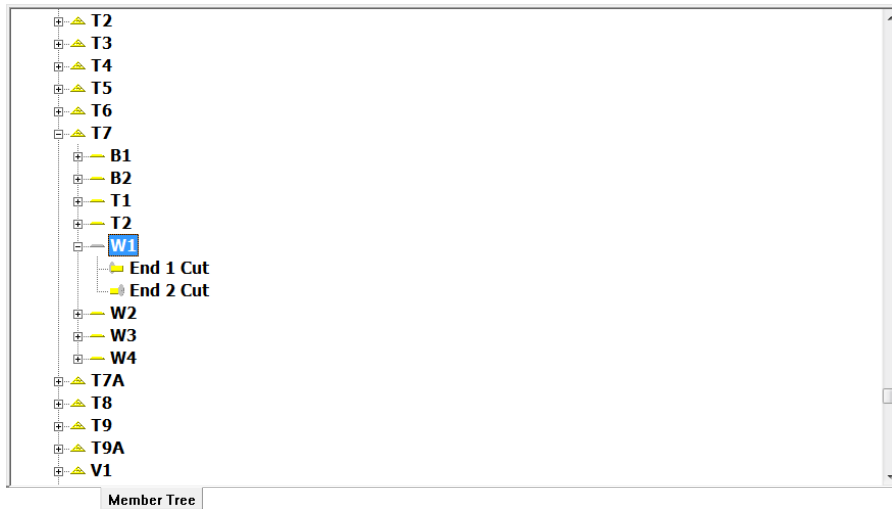 T2
T3
T4
T5
T6
T7
B1
B2
T1
T2
W1
End 1 Cut
End 2 Cut
W2
W3
W4
T7A
T8
T9
T9A
V1
Member Tree